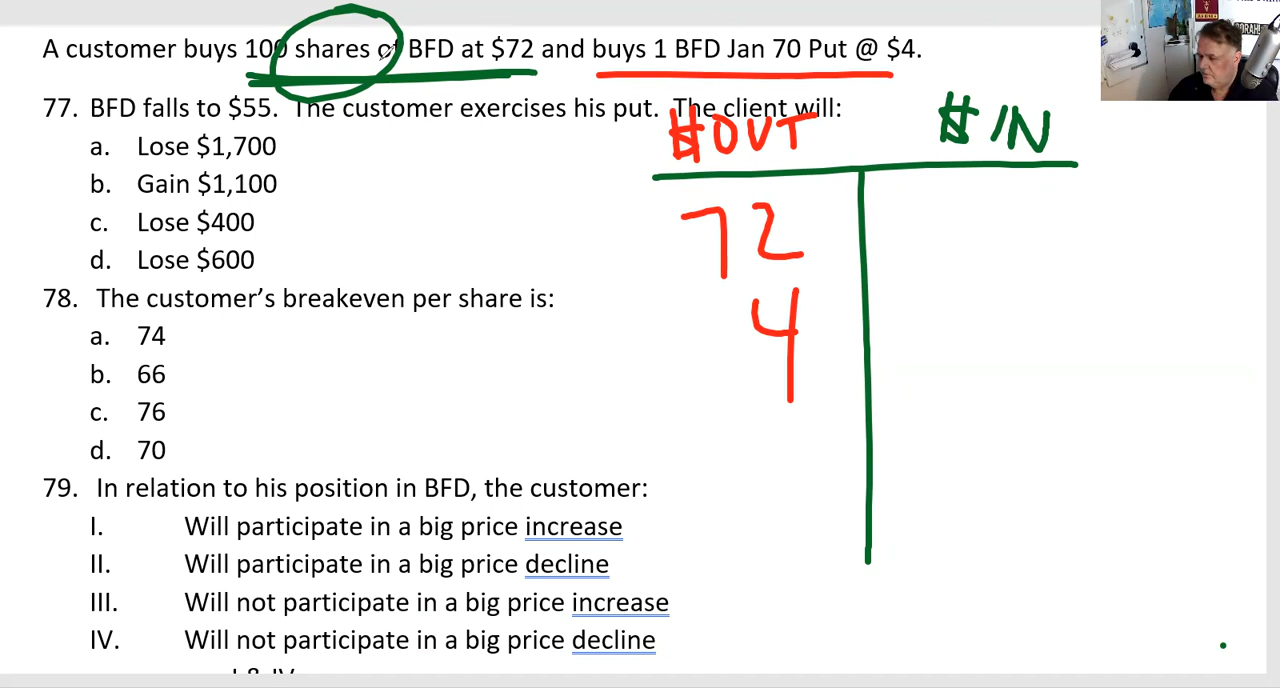 A customer buys 100 shares of BFD at $72 and buys 1 BFD Jan 70 Put @ $4.
77. BFD falls to $55. The customer exercises his put. The client will:
a. Lose $1,700
b. Gain $1,100
c. Lose $400
d. Lose $600
$ OUT
$ IN
72
4
78. The customer’s breakeven per share is:
a. 74
b. 66
c. 76
d. 70
79. In relation to his position in BFD, the customer:
I. Will participate in a big price increase
II. Will participate in a big price decline
III. Will not participate in a big price increase
IV. Will not participate in a big price decline